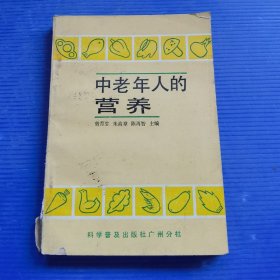 中老年人的
营养
主编
科学普及出版社广州分社